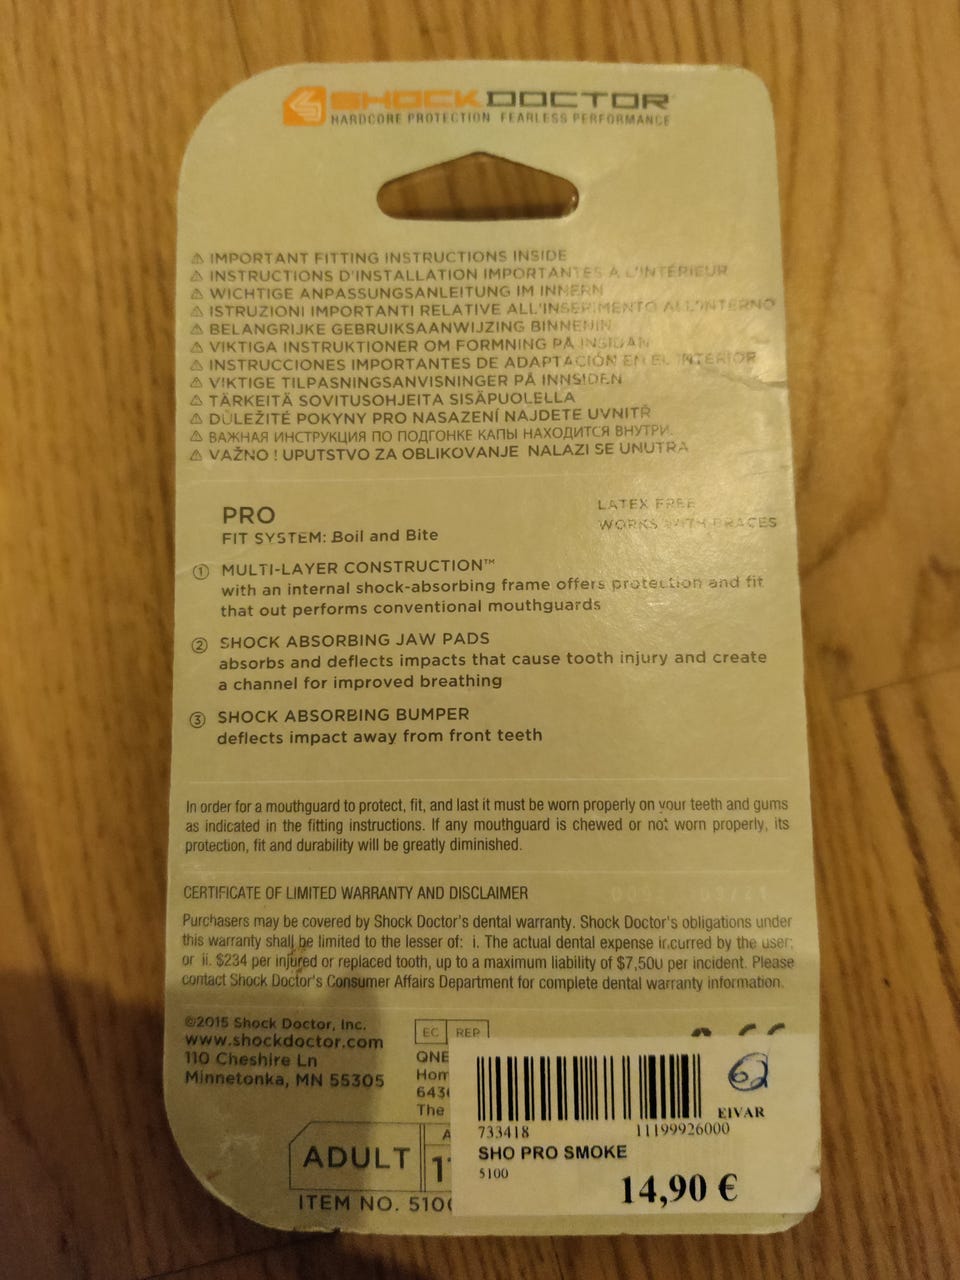 SHOCK DOCTOR
HARDCORE PROTECTION FEARLESS PERFORMANCE
⚠ IMPORTANT FITTING INSTRUCTIONS INSIDE
⚠ INSTRUCTIONS D'INSTALLATION IMPORTANTES À L'INTÉRIEUR
⚠ WICHTIGE ANPASSUNGSANLEITUNG IM INNERN
⚠ ISTRUZIONI IMPORTANTI RELATIVE ALL'INSERIMENTO ALL'INTERNO
⚠ BELANGRIJKE GEBRUIKSAANWIJZING BINNENIN
⚠ VIKTIGA INSTRUKTIONER OM FORMNING PÅ INSIDAN
⚠ INSTRUCCIONES IMPORTANTES DE ADAPTACIÓN EN EL INTERIOR
⚠ VIKTIGE TILPASNINGSANVISNINGER PÅ INNSIDEN
⚠ TÄRKEITÄ SOVITUSOHJEITA SISÄPUOLELLA
⚠ DŮLEŽITÉ POKYNY PRO NASAZENÍ NAJDETE UVNITŘ
⚠ ВАЖНАЯ ИНСТРУКЦИЯ ПО ПОДГОНКЕ КАПЫ НАХОДИТСЯ ВНУТРИ.
⚠ VAŽNO ! UPUTSTVO ZA OBLIKOVANJE NALAZI SE UNUTRA
PRO
FIT SYSTEM: Boil and Bite
LATEX FREE
WORKS WITH BRACES
① MULTI-LAYER CONSTRUCTION™
with an internal shock-absorbing frame offers protection and fit
that out performs conventional mouthguards
② SHOCK ABSORBING JAW PADS
absorbs and deflects impacts that cause tooth injury and create
a channel for improved breathing
③ SHOCK ABSORBING BUMPER
deflects impact away from front teeth
In order for a mouthguard to protect, fit, and last it must be worn properly on your teeth and gums
as indicated in the fitting instructions. If any mouthguard is chewed or not worn properly, its
protection, fit and durability will be greatly diminished.
CERTIFICATE OF LIMITED WARRANTY AND DISCLAIMER
Purchasers may be covered by Shock Doctor's dental warranty. Shock Doctor's obligations under
this warranty shall be limited to the lesser of: i. The actual dental expense incurred by the user;
or ii. $234 per injured or replaced tooth, up to a maximum liability of $7,500 per incident. Please
contact Shock Doctor's Consumer Affairs Department for complete dental warranty information.
©2015 Shock Doctor, Inc.
www.shockdoctor.com
110 Cheshire Ln
Minnetonka, MN 55305
EC REP
QNE
Hom
643
The
ADULT
A
1
ITEM NO. 510
62
EIVAR
733418 11199926000
SHO PRO SMOKE
5100
14,90 €